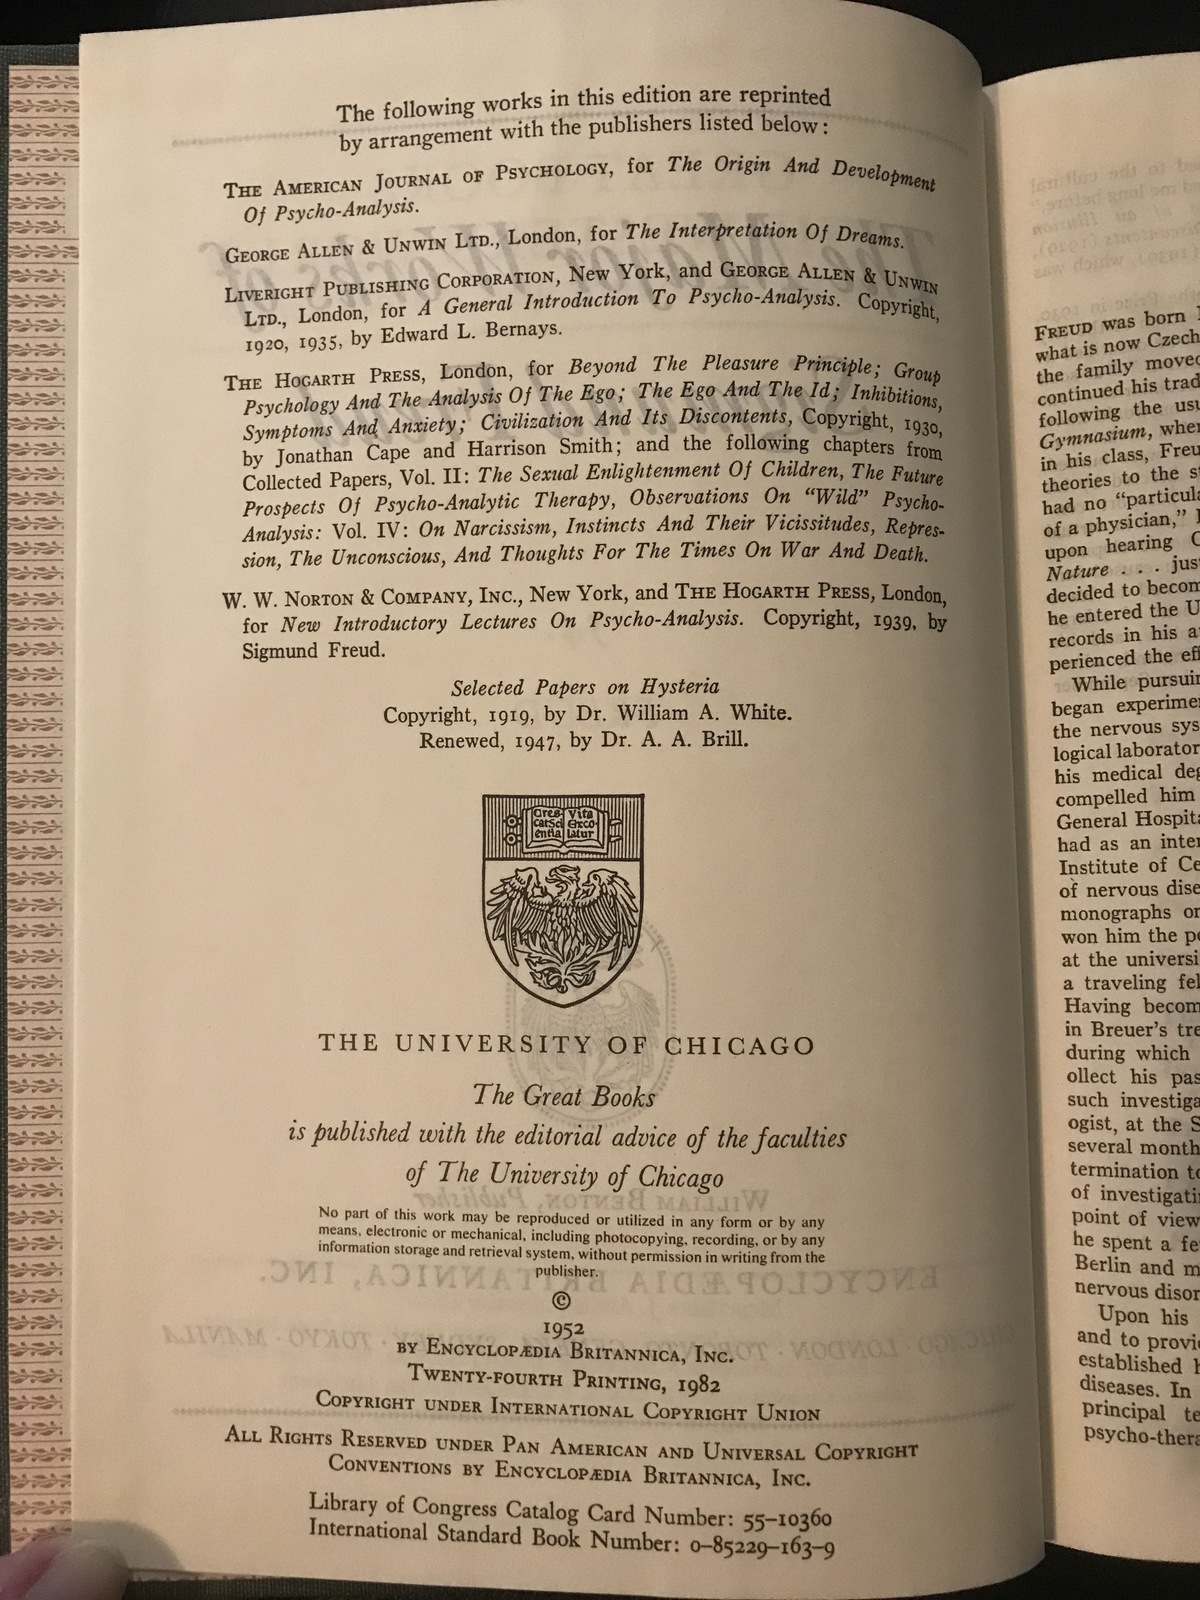 The following works in this edition are reprinted
by arrangement with the publishers listed below:
THE AMERICAN JOURNAL OF PSYCHOLOGY, for The Origin And Development
Of Psycho-Analysis.
GEORGE ALLEN & UNWIN LTD., London, for The Interpretation Of Dreams.
LIVERIGHT PUBLISHING CORPORATION, New York, and GEORGE ALLEN & UNWIN
LTD., London, for A General Introduction To Psycho-Analysis. Copyright,
1920, 1935, by Edward L. Bernays.
THE HOGARTH PRESS, London, for Beyond The Pleasure Principle; Group
Psychology And The Analysis Of The Ego; The Ego And The Id; Inhibitions,
Symptoms And Anxiety; Civilization And Its Discontents, Copyright, 1930,
by Jonathan Cape and Harrison Smith; and the following chapters from
Collected Papers, Vol. II: The Sexual Enlightenment Of Children, The Future
Prospects Of Psycho-Analytic Therapy, Observations On “Wild” Psycho-
Analysis: Vol. IV: On Narcissism, Instincts And Their Vicissitudes, Repres-
sion, The Unconscious, And Thoughts For The Times On War And Death.
W. W. NORTON & COMPANY, INC., New York, and THE HOGARTH PRESS, London,
for New Introductory Lectures On Psycho-Analysis. Copyright, 1939, by
Sigmund Freud.
Selected Papers on Hysteria
Copyright, 1919, by Dr. William A. White.
Renewed, 1947, by Dr. A. A. Brill.
Cres Vita
catSci Exco
entia latur
THE UNIVERSITY OF CHICAGO
The Great Books
is published with the editorial advice of the faculties
of The University of Chicago
No part of this work may be reproduced or utilized in any form or by any
means, electronic or mechanical, including photocopying, recording, or by any
information storage and retrieval system, without permission in writing from the
publisher.
©
1952
BY ENCYCLOPÆDIA BRITANNICA, INC.
TWENTY-FOURTH PRINTING, 1982
COPYRIGHT UNDER INTERNATIONAL COPYRIGHT UNION
ALL RIGHTS RESERVED UNDER PAN AMERICAN AND UNIVERSAL COPYRIGHT
CONVENTIONS BY ENCYCLOPÆDIA BRITANNICA, INC.
Library of Congress Catalog Card Number: 55-10360
International Standard Book Number: 0-85229-163-9
FREUD was born
what is now Czech
the family move
continued his trad
following the usu
Gymnasium, when
in his class, Freu
theories to the s
had no “particula
of a physician,”
upon hearing
Nature . . . jus
decided to becom
he entered the U
records in his a
perienced the eff
While pursuin
began experime
the nervous sys
logical laborator
his medical deg
compelled him
General Hospita
had as an inter
Institute of Ce
of nervous dise
monographs or
won him the po
at the universi
a traveling fel
Having becom
in Breuer's tre
during which
ollect his pas
such investiga
ogist, at the S
several month
termination to
of investigati
point of view
he spent a fe
Berlin and m
nervous disor
Upon his
and to provi
established h
diseases. In
principal te
psycho-thera